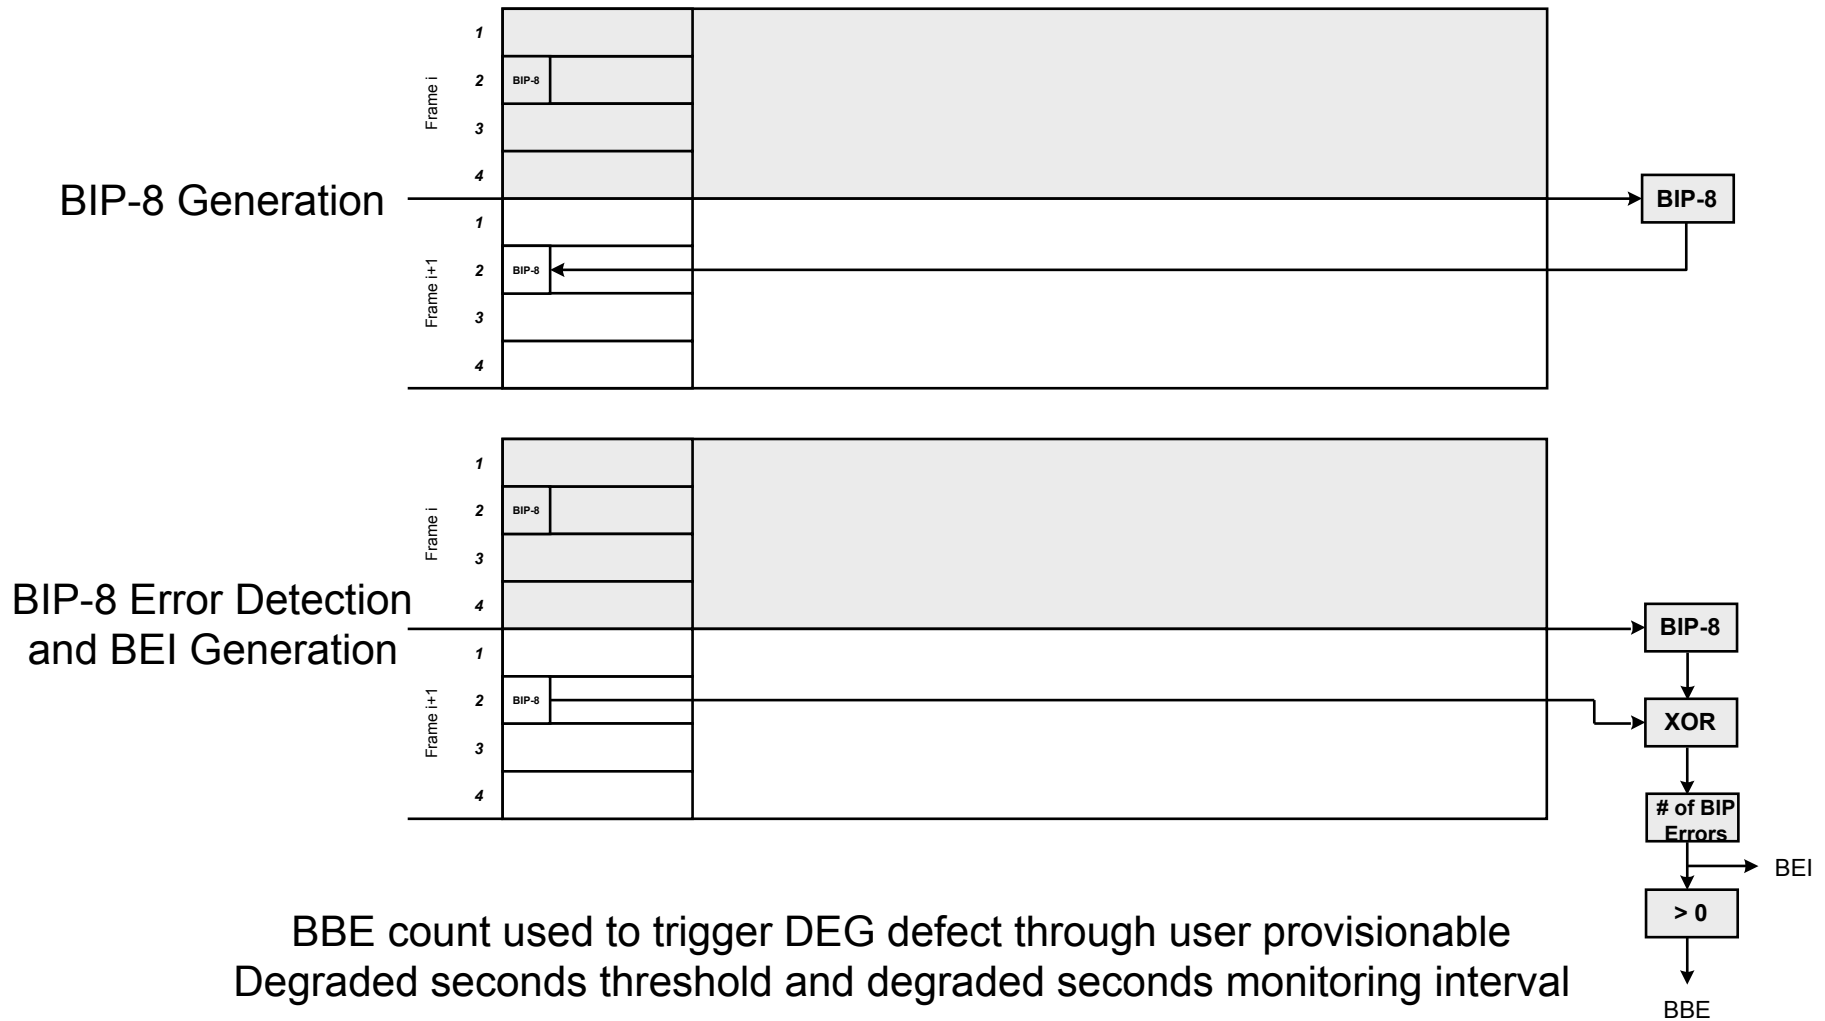 1
BIP-8
2
Frame i
3
4
BIP-8 Generation
BIP-8
1
BIP-8
2
Frame i+1
3
4
1
BIP-8
2
Frame i
3
4
BIP-8 Error Detection
and BEI Generation
BIP-8
1
BIP-8
2
Frame i+1
XOR
3
4
# of BIP
Errors
BEI
> 0
BBE count used to trigger DEG defect through user provisionable
Degraded seconds threshold and degraded seconds monitoring interval
BBE